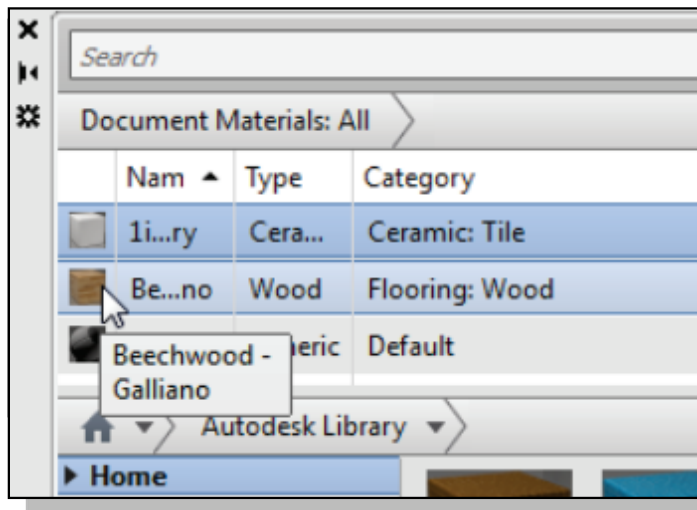 Search
Document Materials: All
Nam Type Category
1i...ry Cera... Ceramic: Tile
Be...no Wood Flooring: Wood
eric Default
Beechwood -
Galliano
Autodesk Library
Home